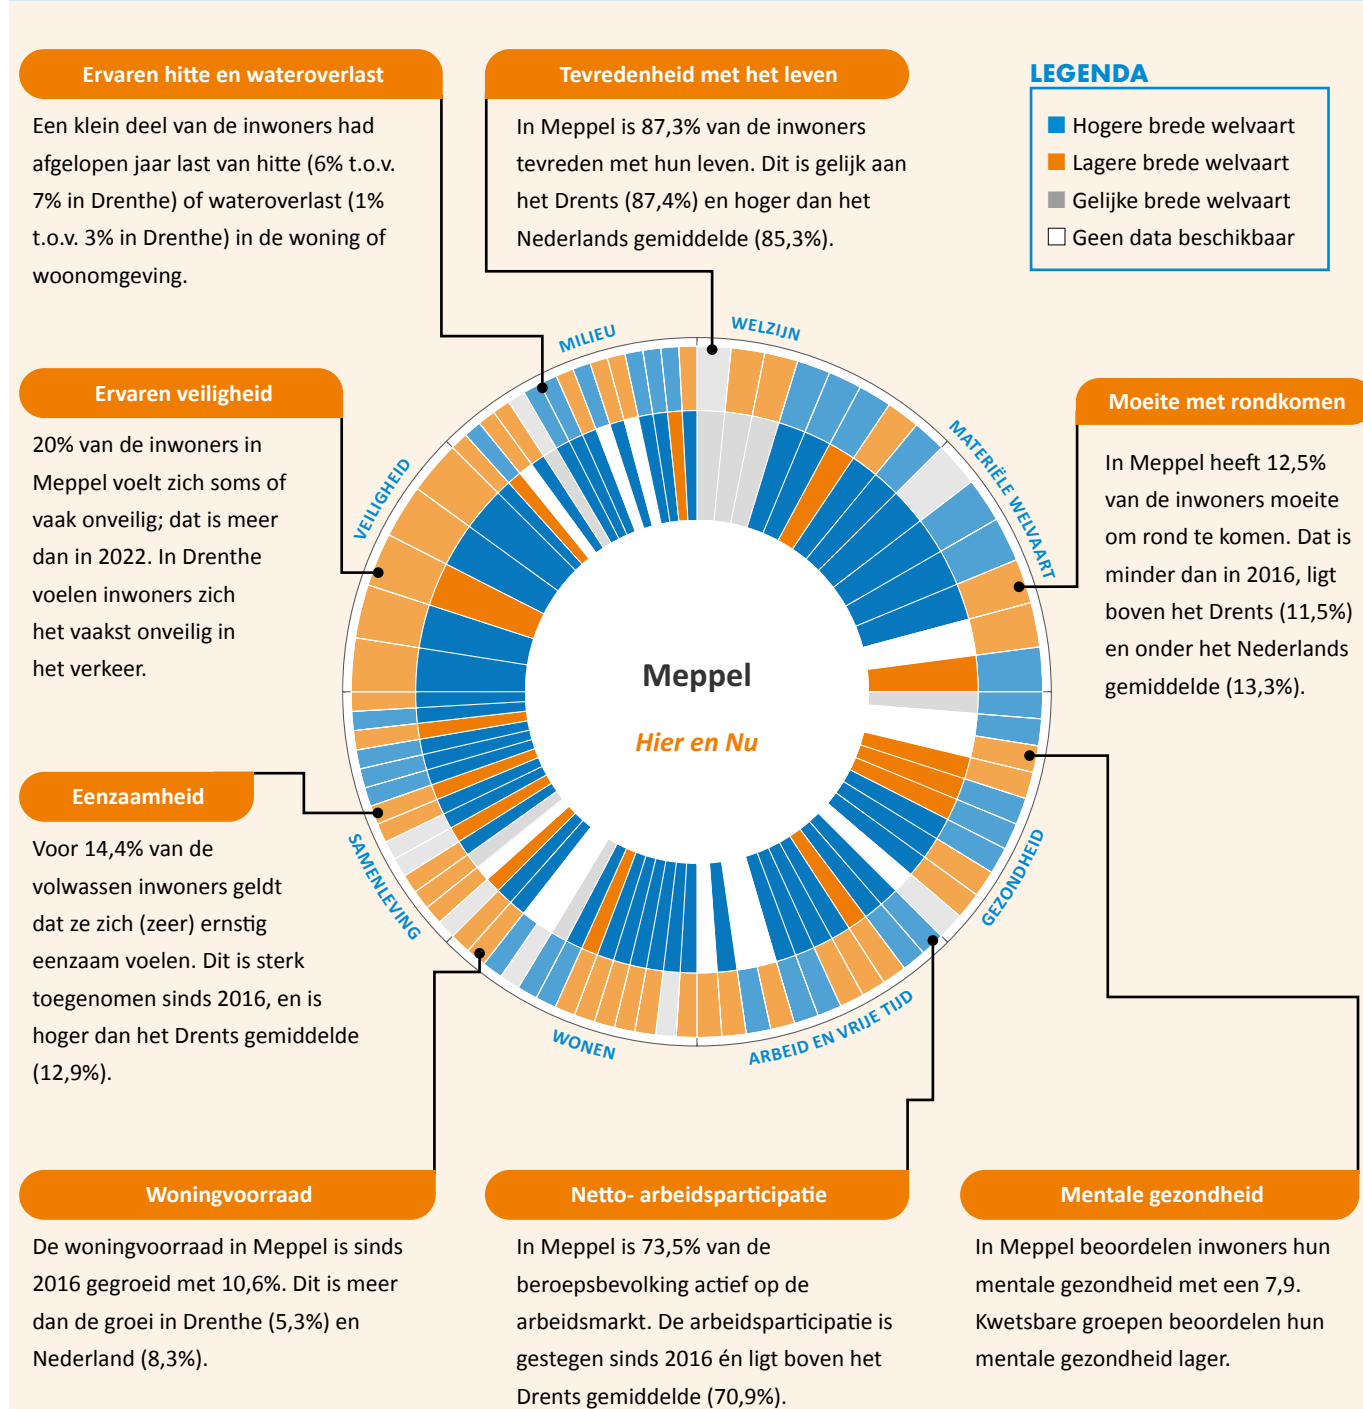 Ervaren hitte en wateroverlast
Een klein deel van de inwoners had
afgelopen jaar last van hitte (6% t.o.v.
7% in Drenthe) of wateroverlast (1%
t.o.v. 3% in Drenthe) in de woning of
woonomgeving.
Tevredenheid met het leven
In Meppel is 87,3% van de inwoners
tevreden met hun leven. Dit is gelijk aan
het Drents (87,4%) en hoger dan het
Nederlands gemiddelde (85,3%).
LEGENDA
Hogere brede welvaart
Lagere brede welvaart
Gelijke brede welvaart
Geen data beschikbaar
MILIEU
WELZIJN
MATERIËLE WELVAART
GEZONDHEID
ARBEID EN VRIJE TIJD
WONEN
SAMENLEVING
VEILIGHEID
Meppel
Hier en Nu
Ervaren veiligheid
20% van de inwoners in
Meppel voelt zich soms of
vaak onveilig; dat is meer
dan in 2022. In Drenthe
voelen inwoners zich
het vaakst onveilig in
het verkeer.
Moeite met rondkomen
In Meppel heeft 12,5%
van de inwoners moeite
om rond te komen. Dat is
minder dan in 2016, ligt
boven het Drents (11,5%)
en onder het Nederlands
gemiddelde (13,3%).
Eenzaamheid
Voor 14,4% van de
volwassen inwoners geldt
dat ze zich (zeer) ernstig
eenzaam voelen. Dit is sterk
toegenomen sinds 2016, en is
hoger dan het Drents gemiddelde
(12,9%).
Woningvoorraad
De woningvoorraad in Meppel is sinds
2016 gegroeid met 10,6%. Dit is meer
dan de groei in Drenthe (5,3%) en
Nederland (8,3%).
Netto- arbeidsparticipatie
In Meppel is 73,5% van de
beroepsbevolking actief op de
arbeidsmarkt. De arbeidsparticipatie is
gestegen sinds 2016 én ligt boven het
Drents gemiddelde (70,9%).
Mentale gezondheid
In Meppel beoordelen inwoners hun
mentale gezondheid met een 7,9.
Kwetsbare groepen beoordelen hun
mentale gezondheid lager.